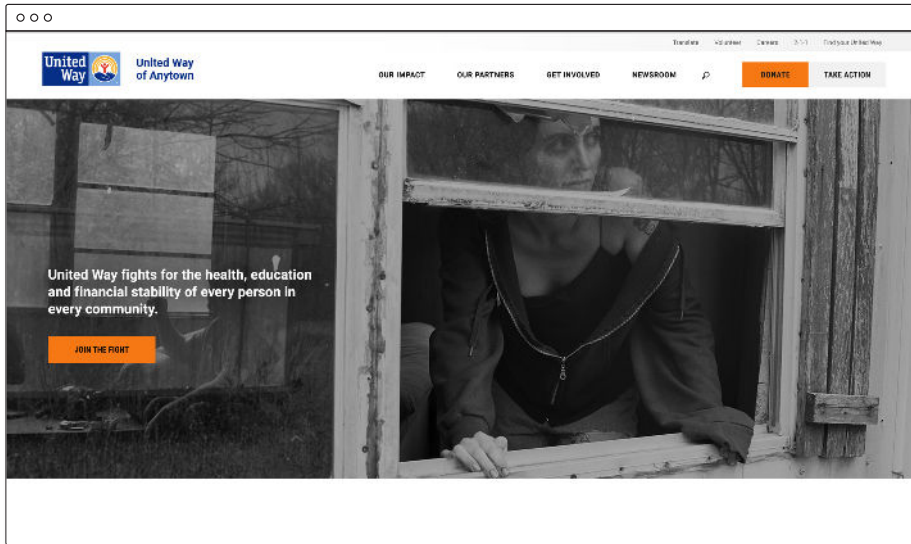 Translate Volunteer Careers 2-1-1 Find your United Way
United
Way
United Way
of Anytown
OUR IMPACT OUR PARTNERS GET INVOLVED NEWSROOM DONATE TAKE ACTION
United Way fights for the health, education
and financial stability of every person in
every community.
JOIN THE FIGHT